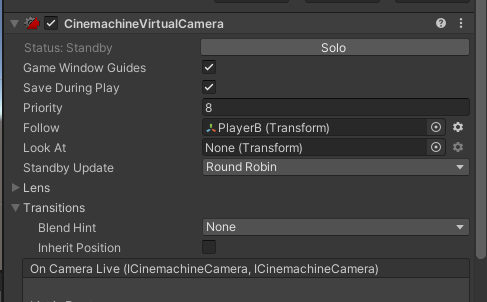 CinemachineVirtualCamera
Status: Standby Solo
Game Window Guides
Save During Play
Priority 8
Follow PlayerB (Transform)
Look At None (Transform)
Standby Update Round Robin
Lens
Transitions
Blend Hint None
Inherit Position
On Camera Live (ICinemachineCamera, ICinemachineCamera)